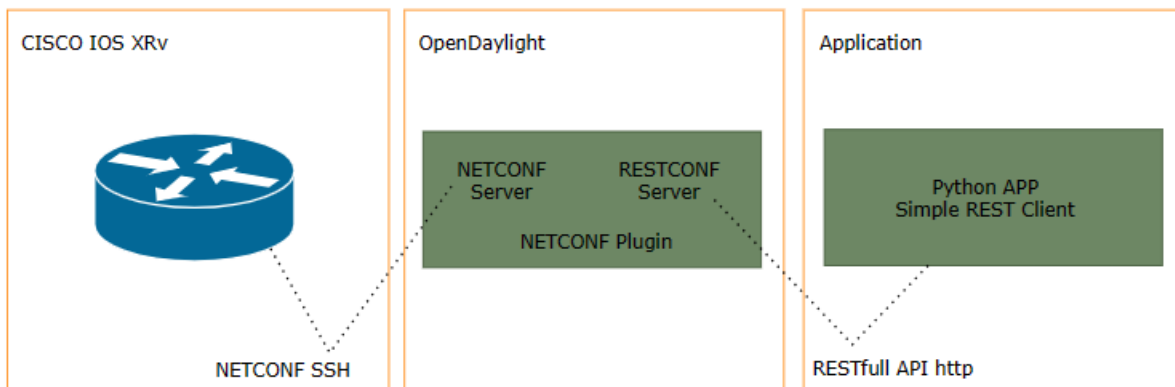 CISCO IOS XRv
OpenDaylight
Application
NETCONF
Server
RESTCONF
Server
NETCONF Plugin
Python APP
Simple REST Client
NETCONF SSH
RESTfull API http